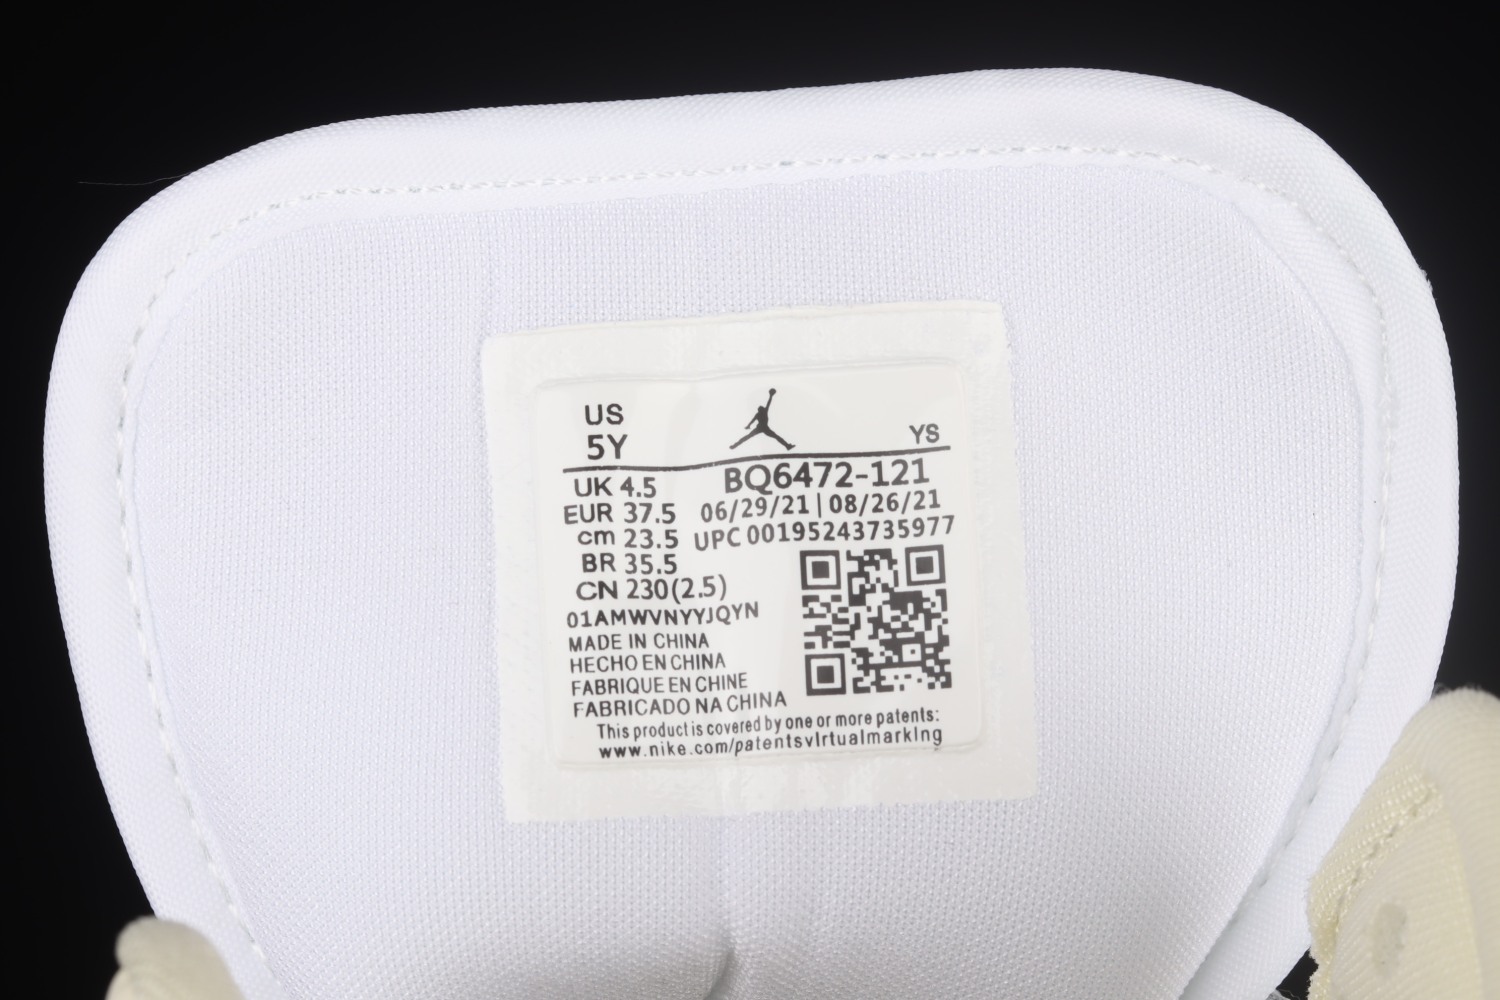 US
5Y
YS
UK 4.5
BQ6472-121
EUR 37.5
06/29/21 | 08/26/21
cm 23.5
UPC 00195243735977
BR 35.5
CN 230(2.5)
01AMWVNYYJQYN
MADE IN CHINA
HECHO EN CHINA
FABRIQUE EN CHINE
FABRICADO NA CHINA
This product is covered by one or more patents:
www.nike.com/patentsvirtualmarking